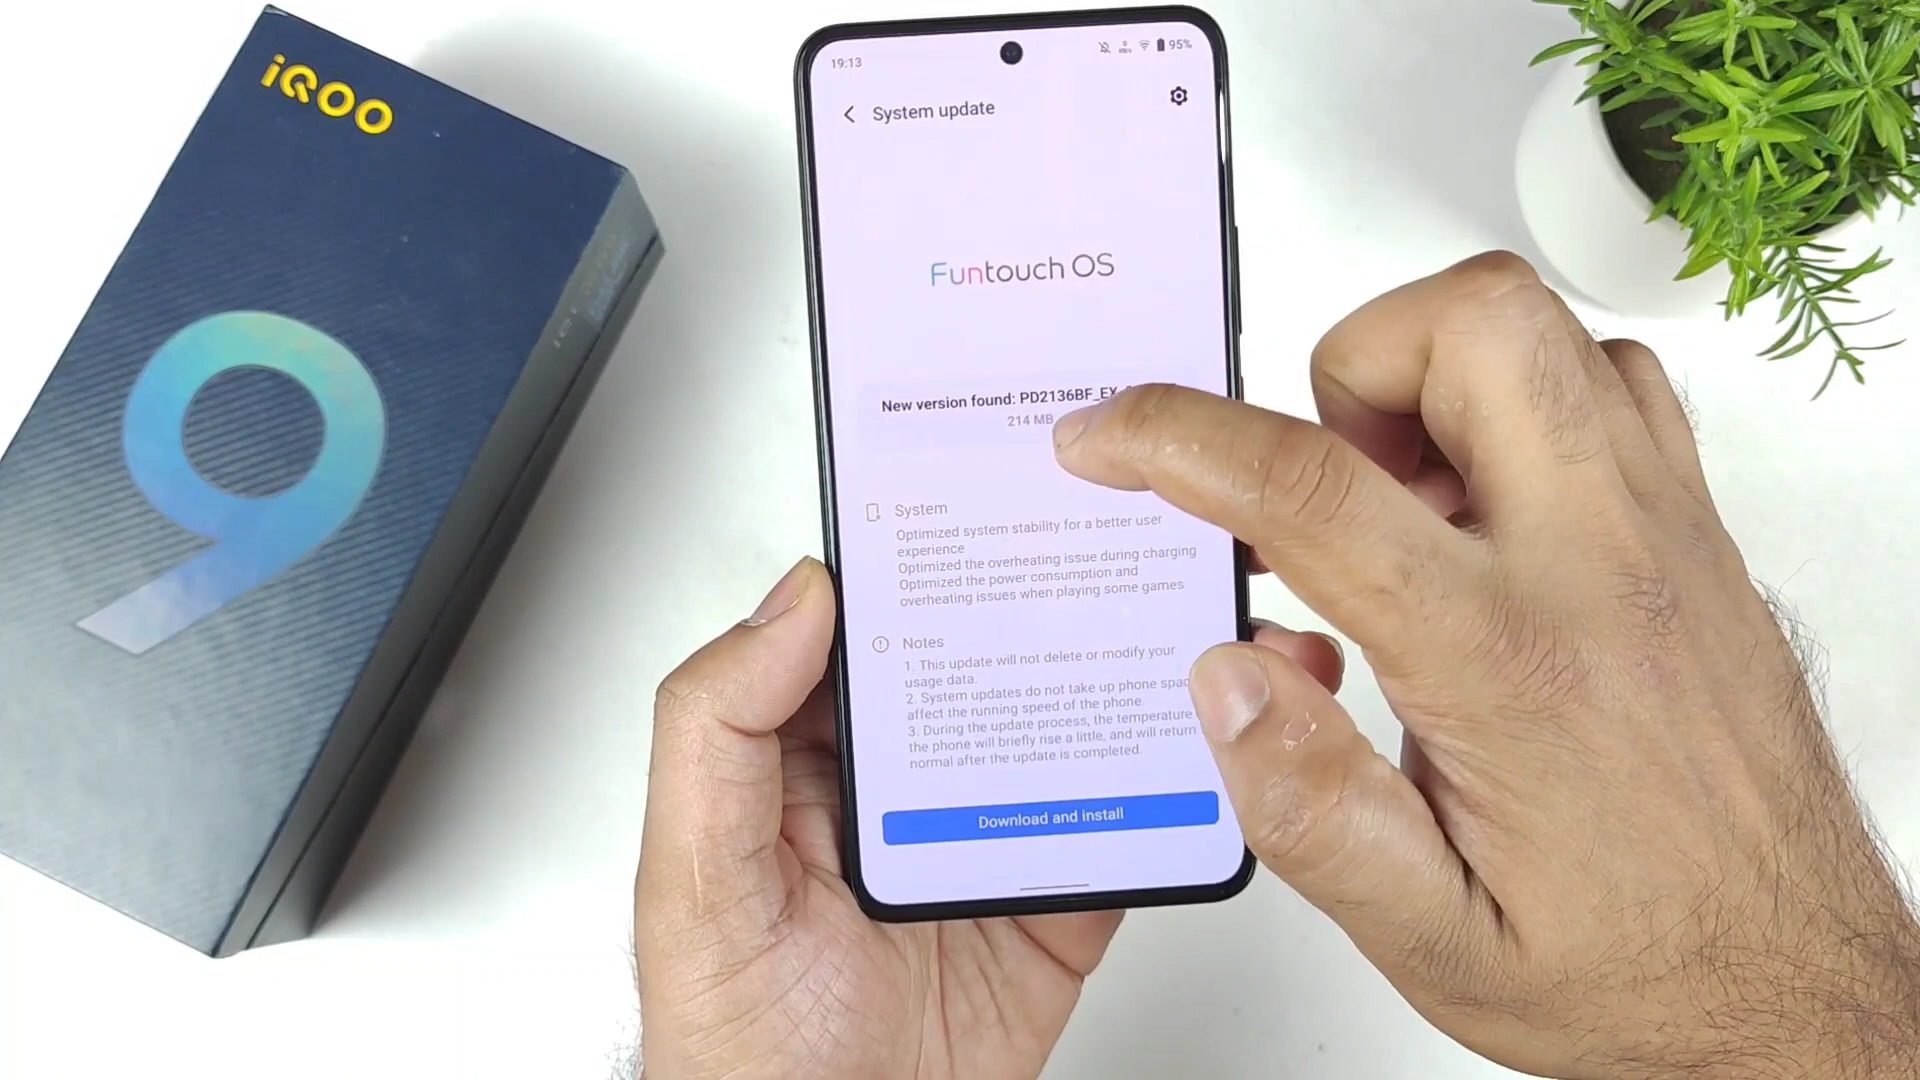 iQOO
9
19:13
95%
System update
Funtouch OS
New version found: PD2136BF_EX
214 MB
System
Optimized system stability for a better user
experience
Optimized the overheating issue during charging
Optimized the power consumption and
overheating issues when playing some games
Notes
1. This update will not delete or modify your
usage data.
2. System updates do not take up phone
affect the running speed of the phone.
3. During the update process, the temperature
the phone will briefly rise a little, and will return
normal after the update is completed.
Download and install